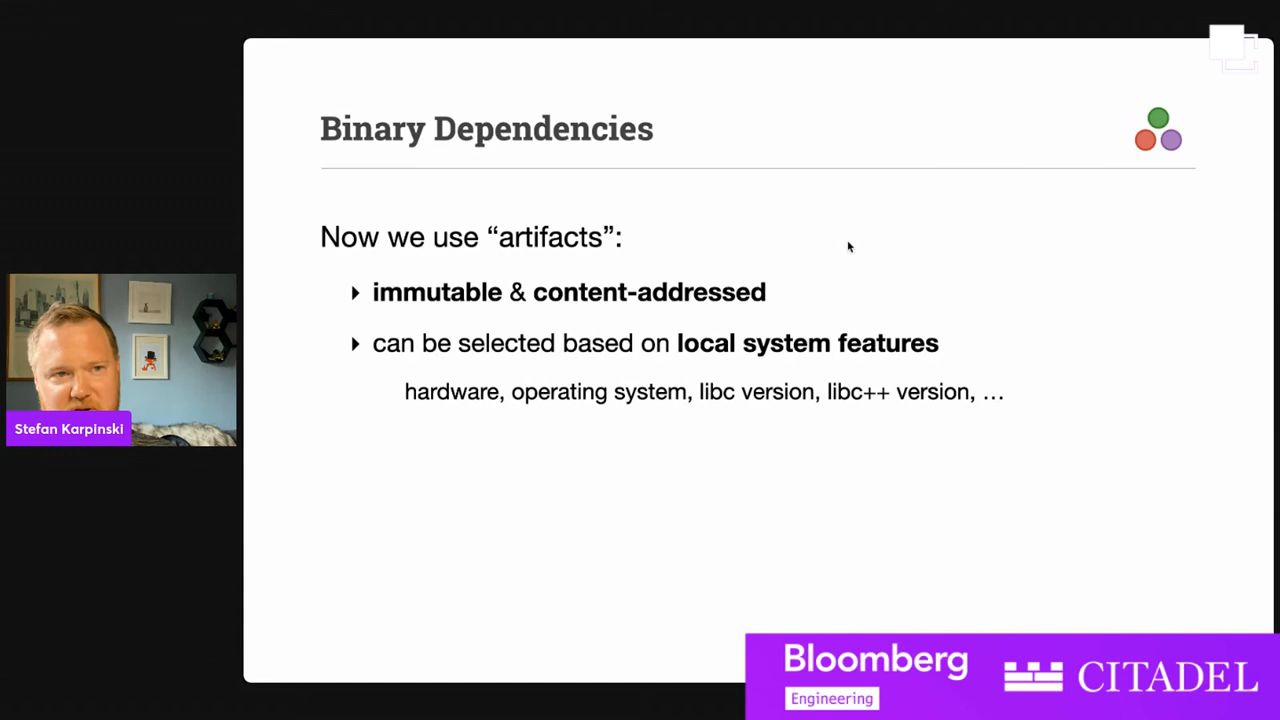 Binary Dependencies
Now we use “artifacts”:
immutable & content-addressed
can be selected based on local system features
hardware, operating system, libc version, libc++ version, …
Stefan Karpinski
Bloomberg
Engineering
CITADEL